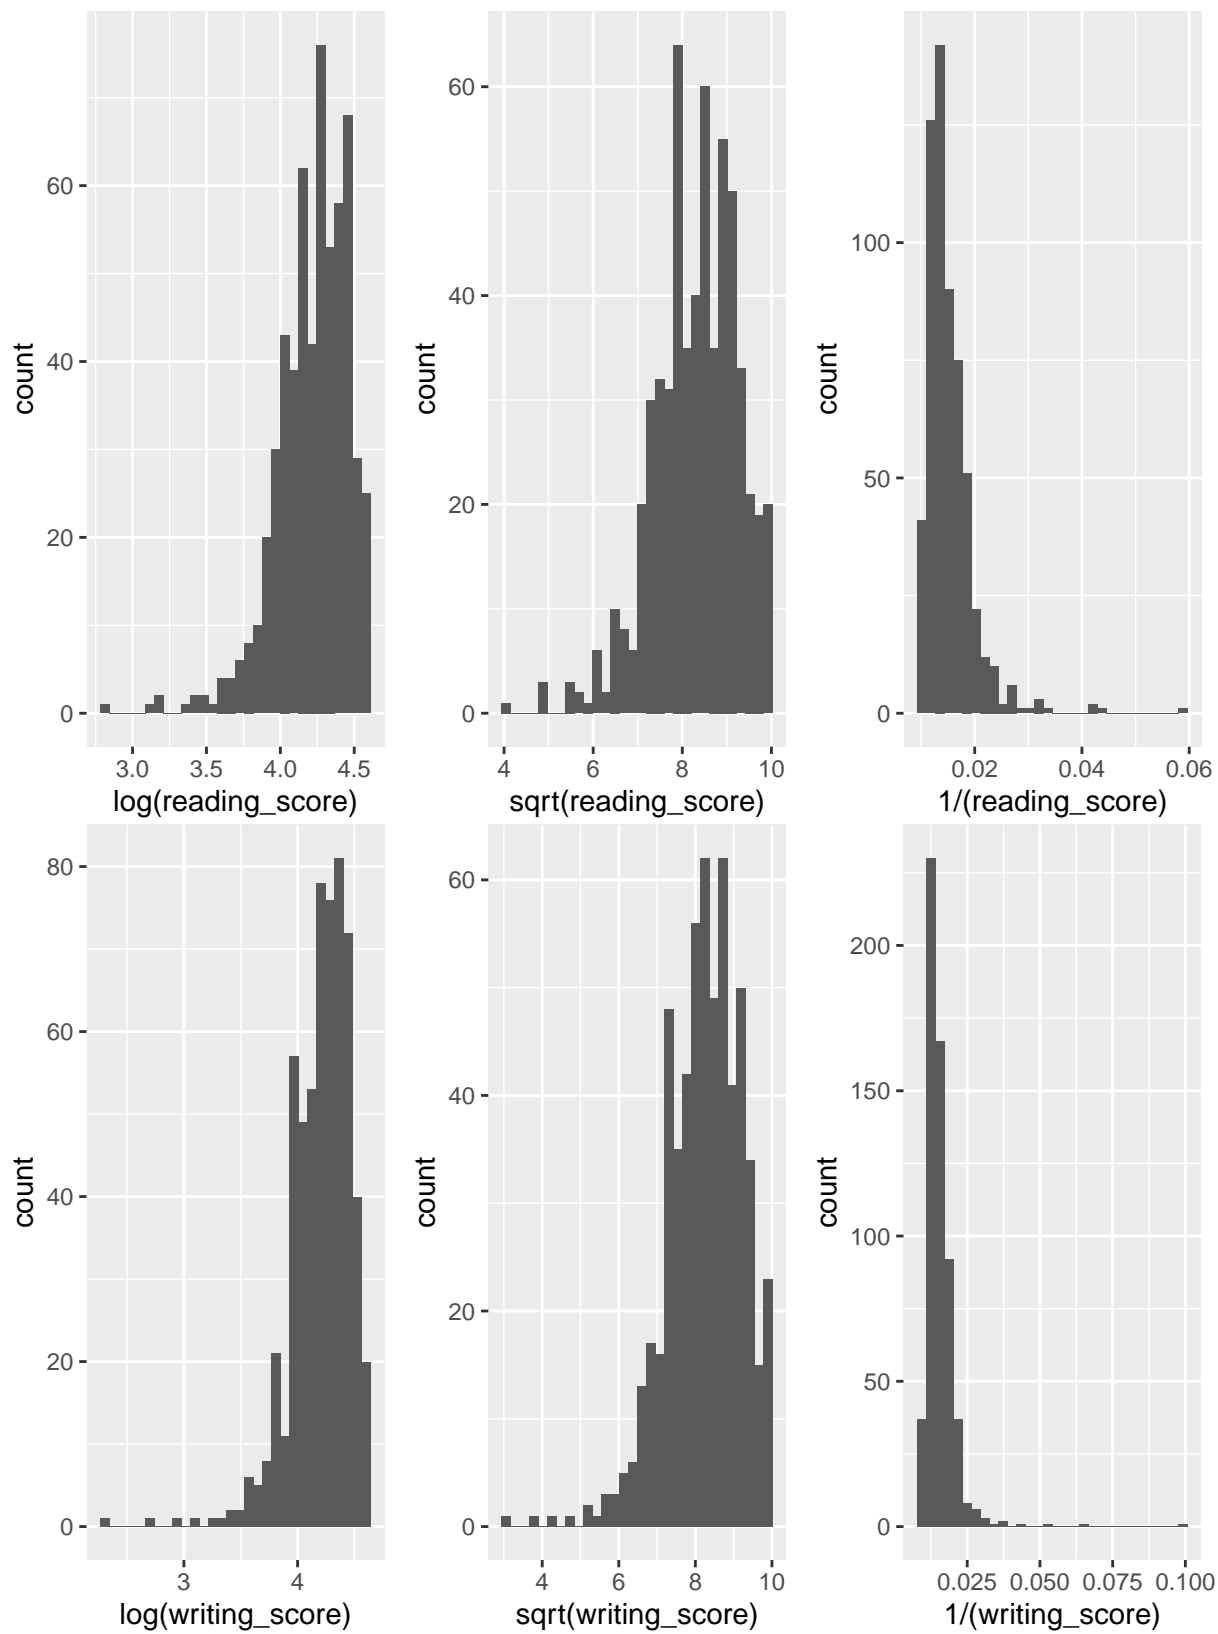 count
60
40
20
0
3.0 3.5 4.0 4.5
log(reading_score)
count
60
40
20
0
4 6 8 10
sqrt(reading_score)
count
100
50
0
0.02 0.04 0.06
1/(reading_score)
count
80
60
40
20
0
3 4
log(writing_score)
count
60
40
20
0
4 6 8 10
sqrt(writing_score)
count
200
150
100
50
0
0.025 0.050 0.075 0.100
1/(writing_score)